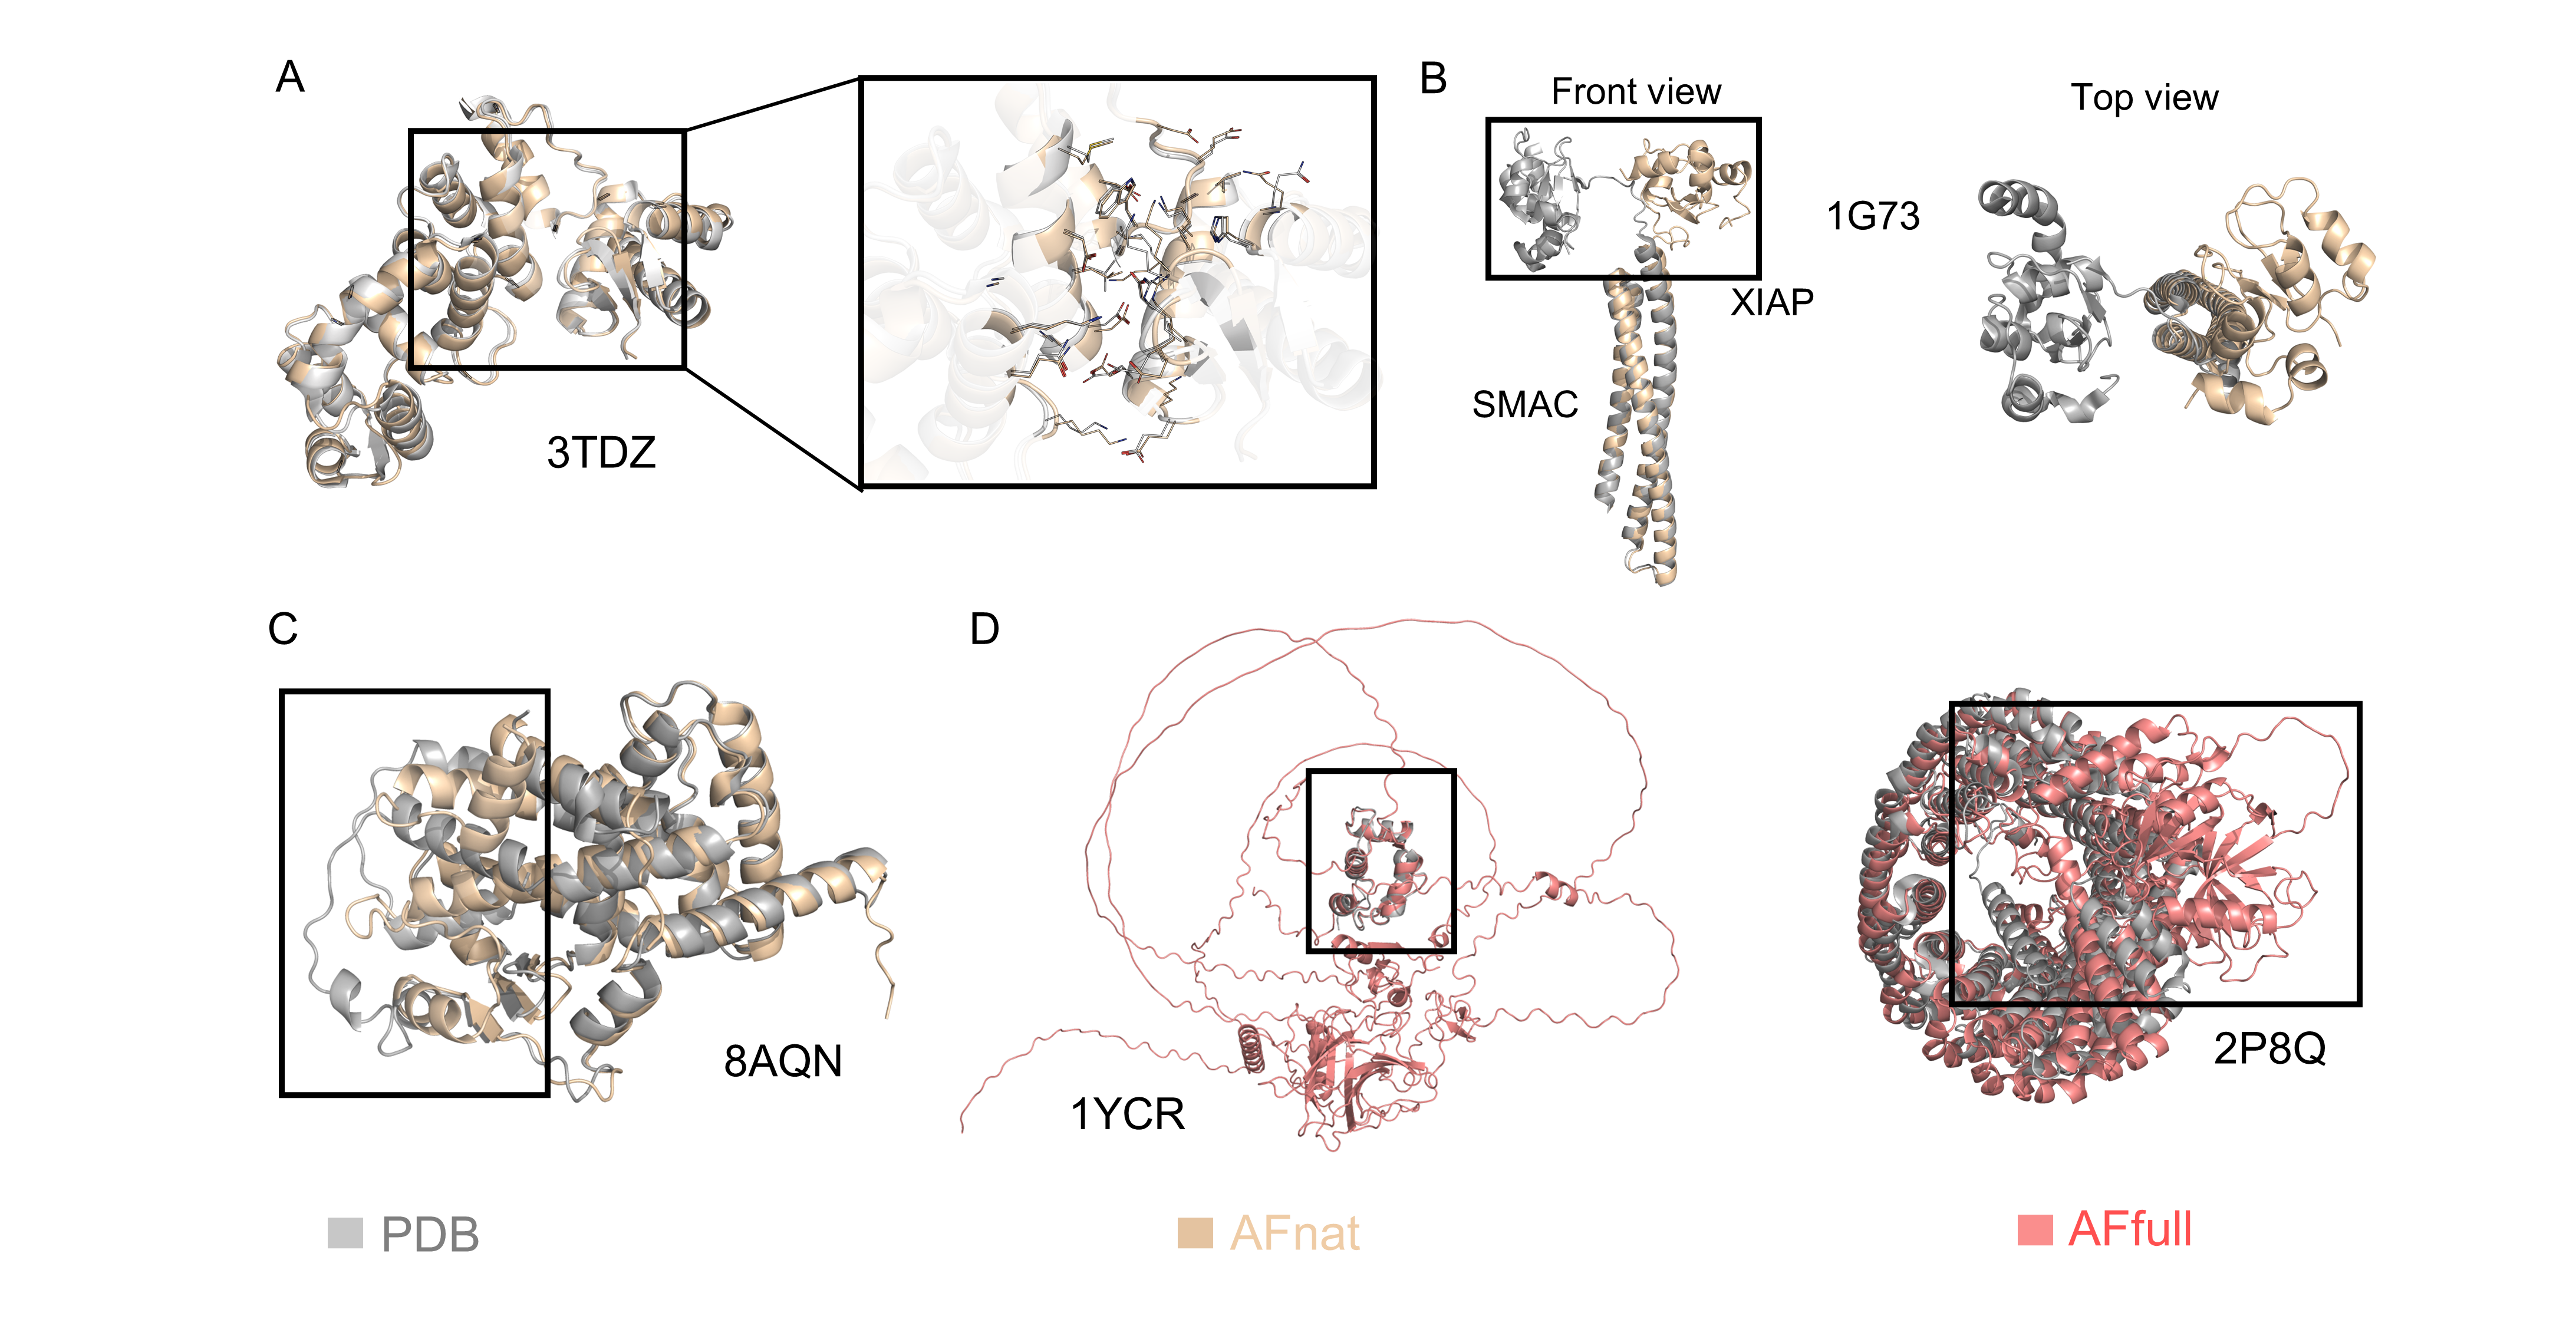 A
3TDZ
B
Front view
Top view
1G73
XIAP
SMAC
C
8AQN
D
1YCR
2P8Q
PDB
AFnat
AFfull